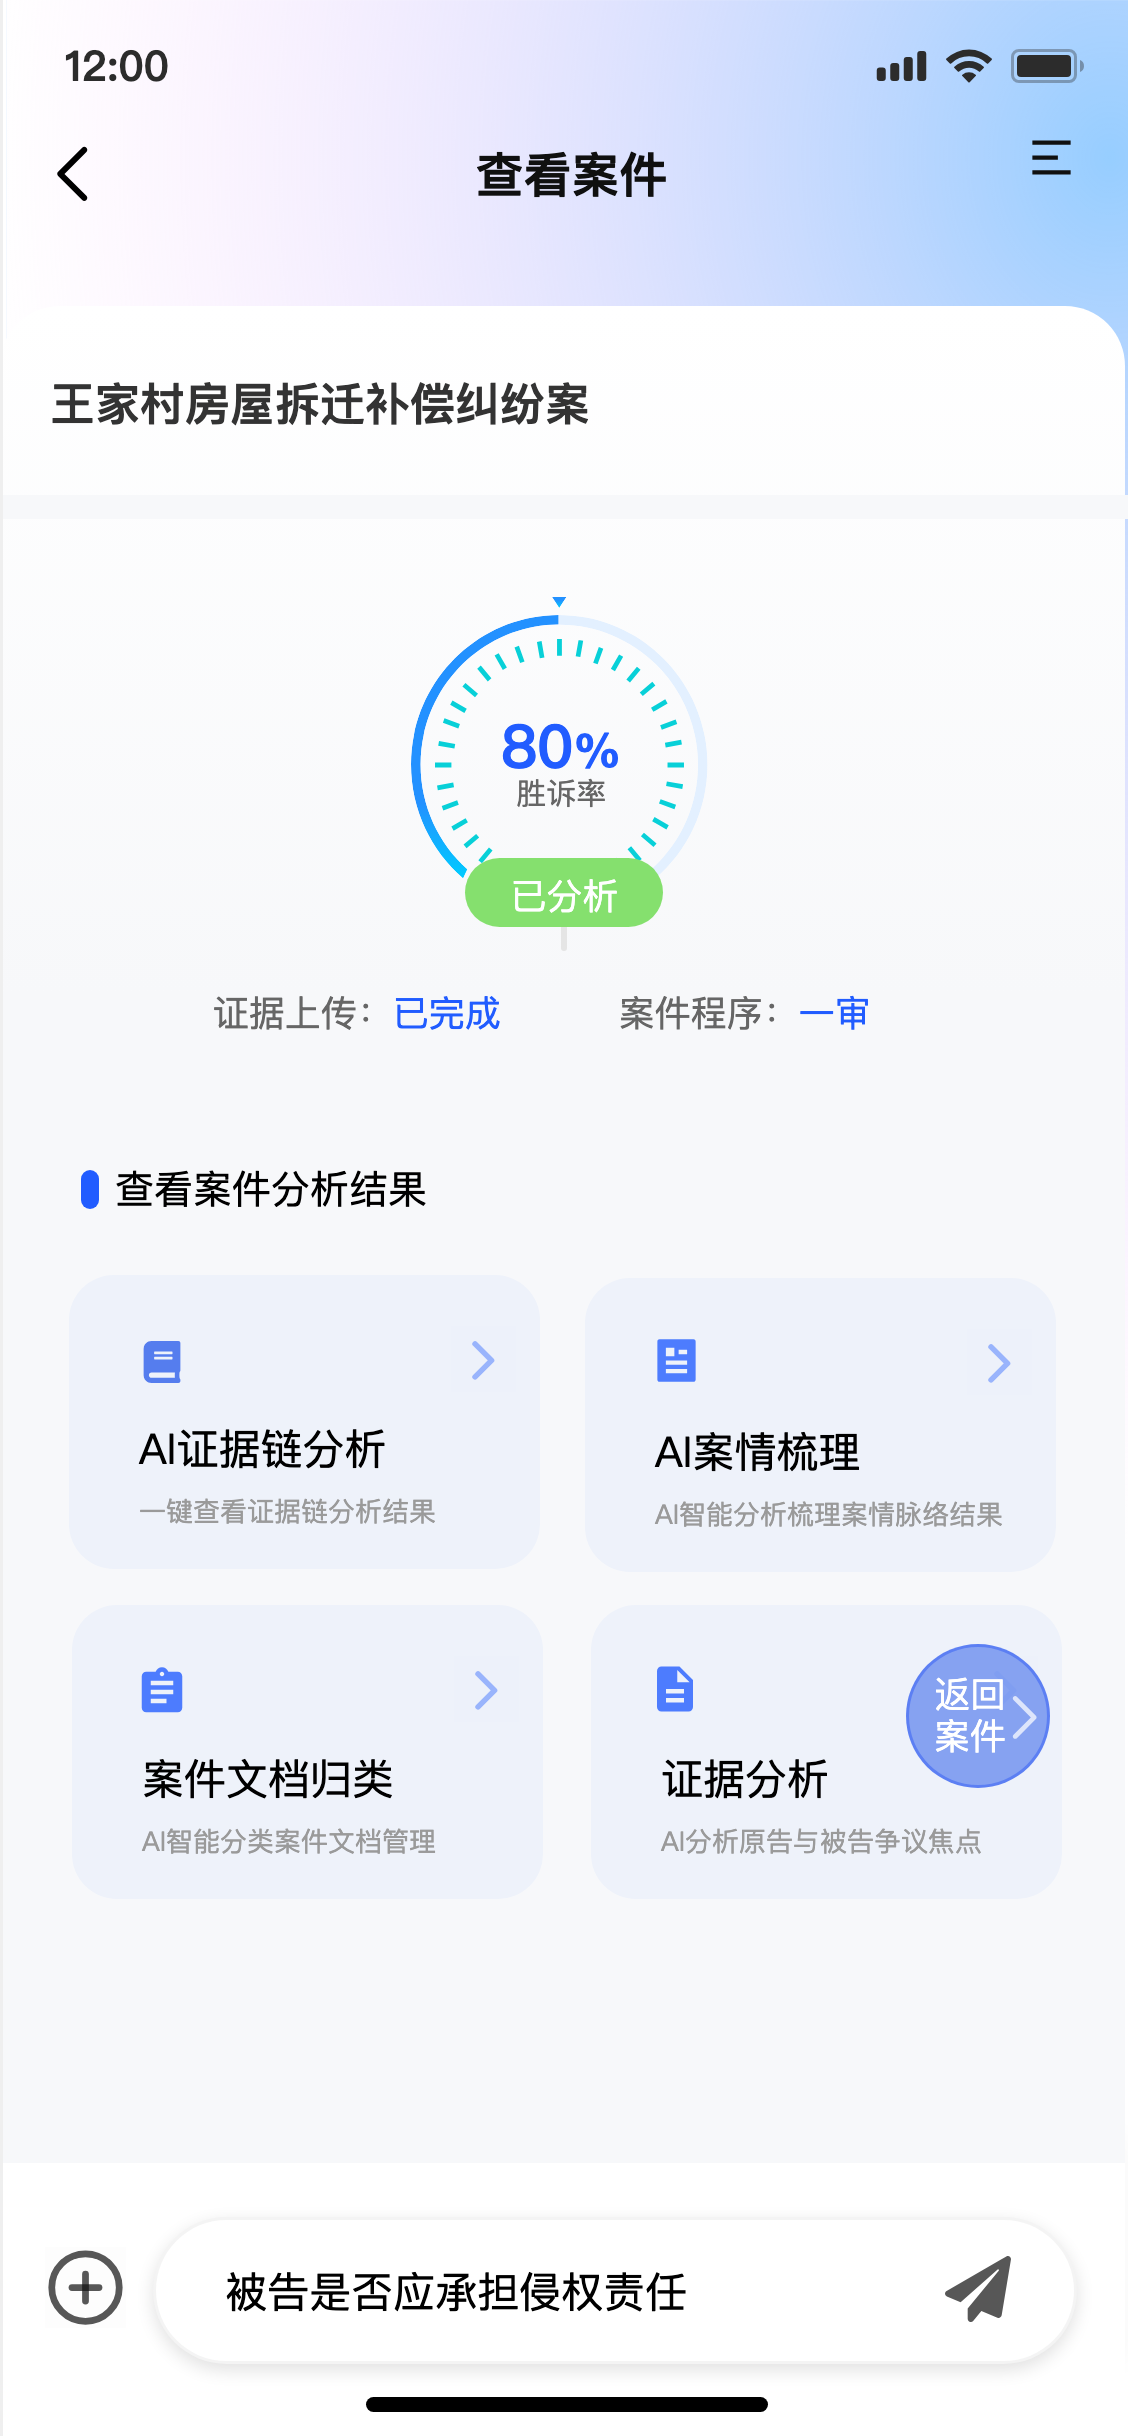 12:00
查看案件
王家村房屋拆迁补偿纠纷案
80%
胜诉率
已分析
证据上传：已完成
案件程序：一审
查看案件分析结果
AI证据链分析
一键查看证据链分析结果
AI案情梳理
AI智能分析梳理案情脉络结果
案件文档归类
AI智能分类案件文档管理
证据分析
AI分析原告与被告争议焦点
返回
案件
被告是否应承担侵权责任